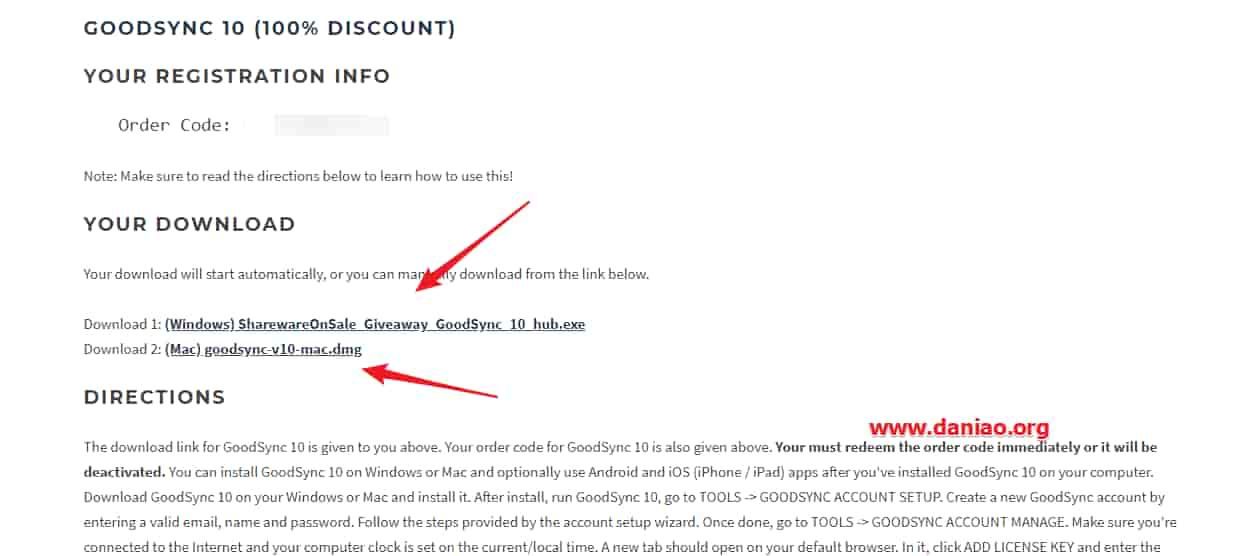 GOODSYNC 10 (100% DISCOUNT)
YOUR REGISTRATION INFO
Order Code:
Note: Make sure to read the directions below to learn how to use this!
YOUR DOWNLOAD
Your download will start automatically, or you can manually download from the link below.
Download 1: (Windows) SharewareOnSale_Giveaway_GoodSync_10_hub.exe
Download 2: (Mac) goodsync-v10-mac.dmg
DIRECTIONS
www.daniao.org
The download link for GoodSync 10 is given to you above. Your order code for GoodSync 10 is also given above. Your must redeem the order code immediately or it will be
deactivated. You can install GoodSync 10 on Windows or Mac and optionally use Android and iOS (iPhone / iPad) apps after you've installed GoodSync 10 on your computer.
Download GoodSync 10 on your Windows or Mac and install it. After install, run GoodSync 10, go to TOOLS -> GOODSYNC ACCOUNT SETUP. Create a new GoodSync account by
entering a valid email, name and password. Follow the steps provided by the account setup wizard. Once done, go to TOOLS -> GOODSYNC ACCOUNT MANAGE. Make sure you're
connected to the Internet and your computer clock is set on the current/local time. A new tab should open on your default browser. In it, click ADD LICENSE KEY and enter the